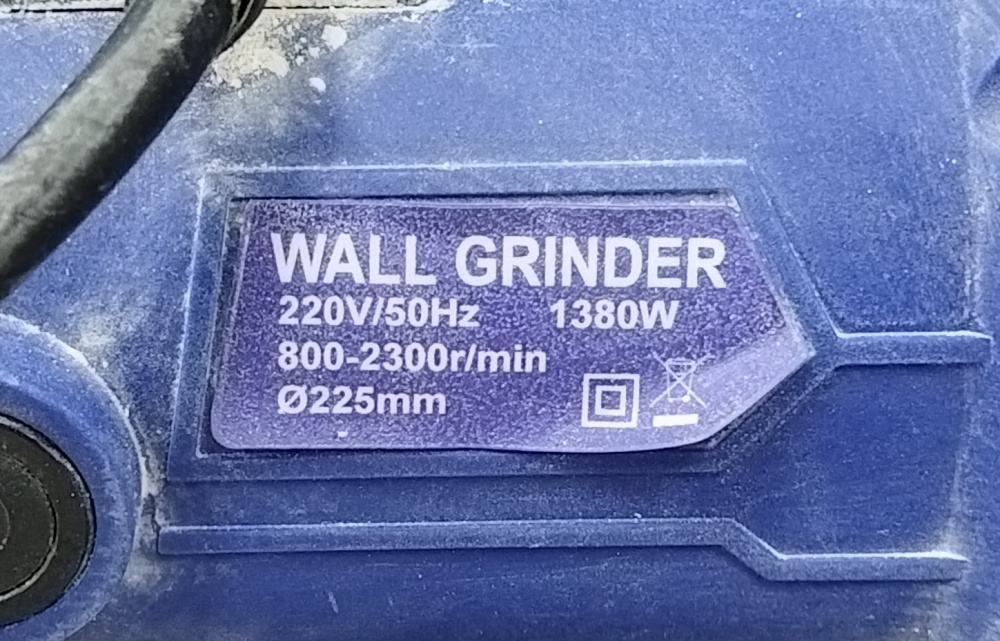 WALL GRINDER
220V/50Hz 1380W
800-2300r/min
Ø225mm